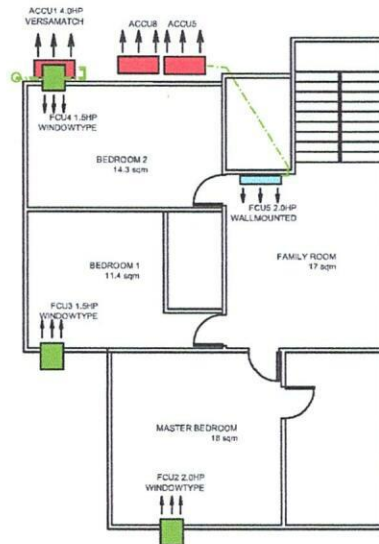 ACCU1 4.0HP
VERSAMATCH
ACCU8
ACCU5
FCU4 1.5HP
WINDOWTYPE
BEDROOM 2
14.3 sqm
FCU5 2.0HP
WALLMOUNTED
BEDROOM 1
11.4 sqm
FAMILY ROOM
17 sqm
FCU3 1.5HP
WINDOWTYPE
MASTER BEDROOM
18 sqm
FCU2 2.0HP
WINDOWTYPE